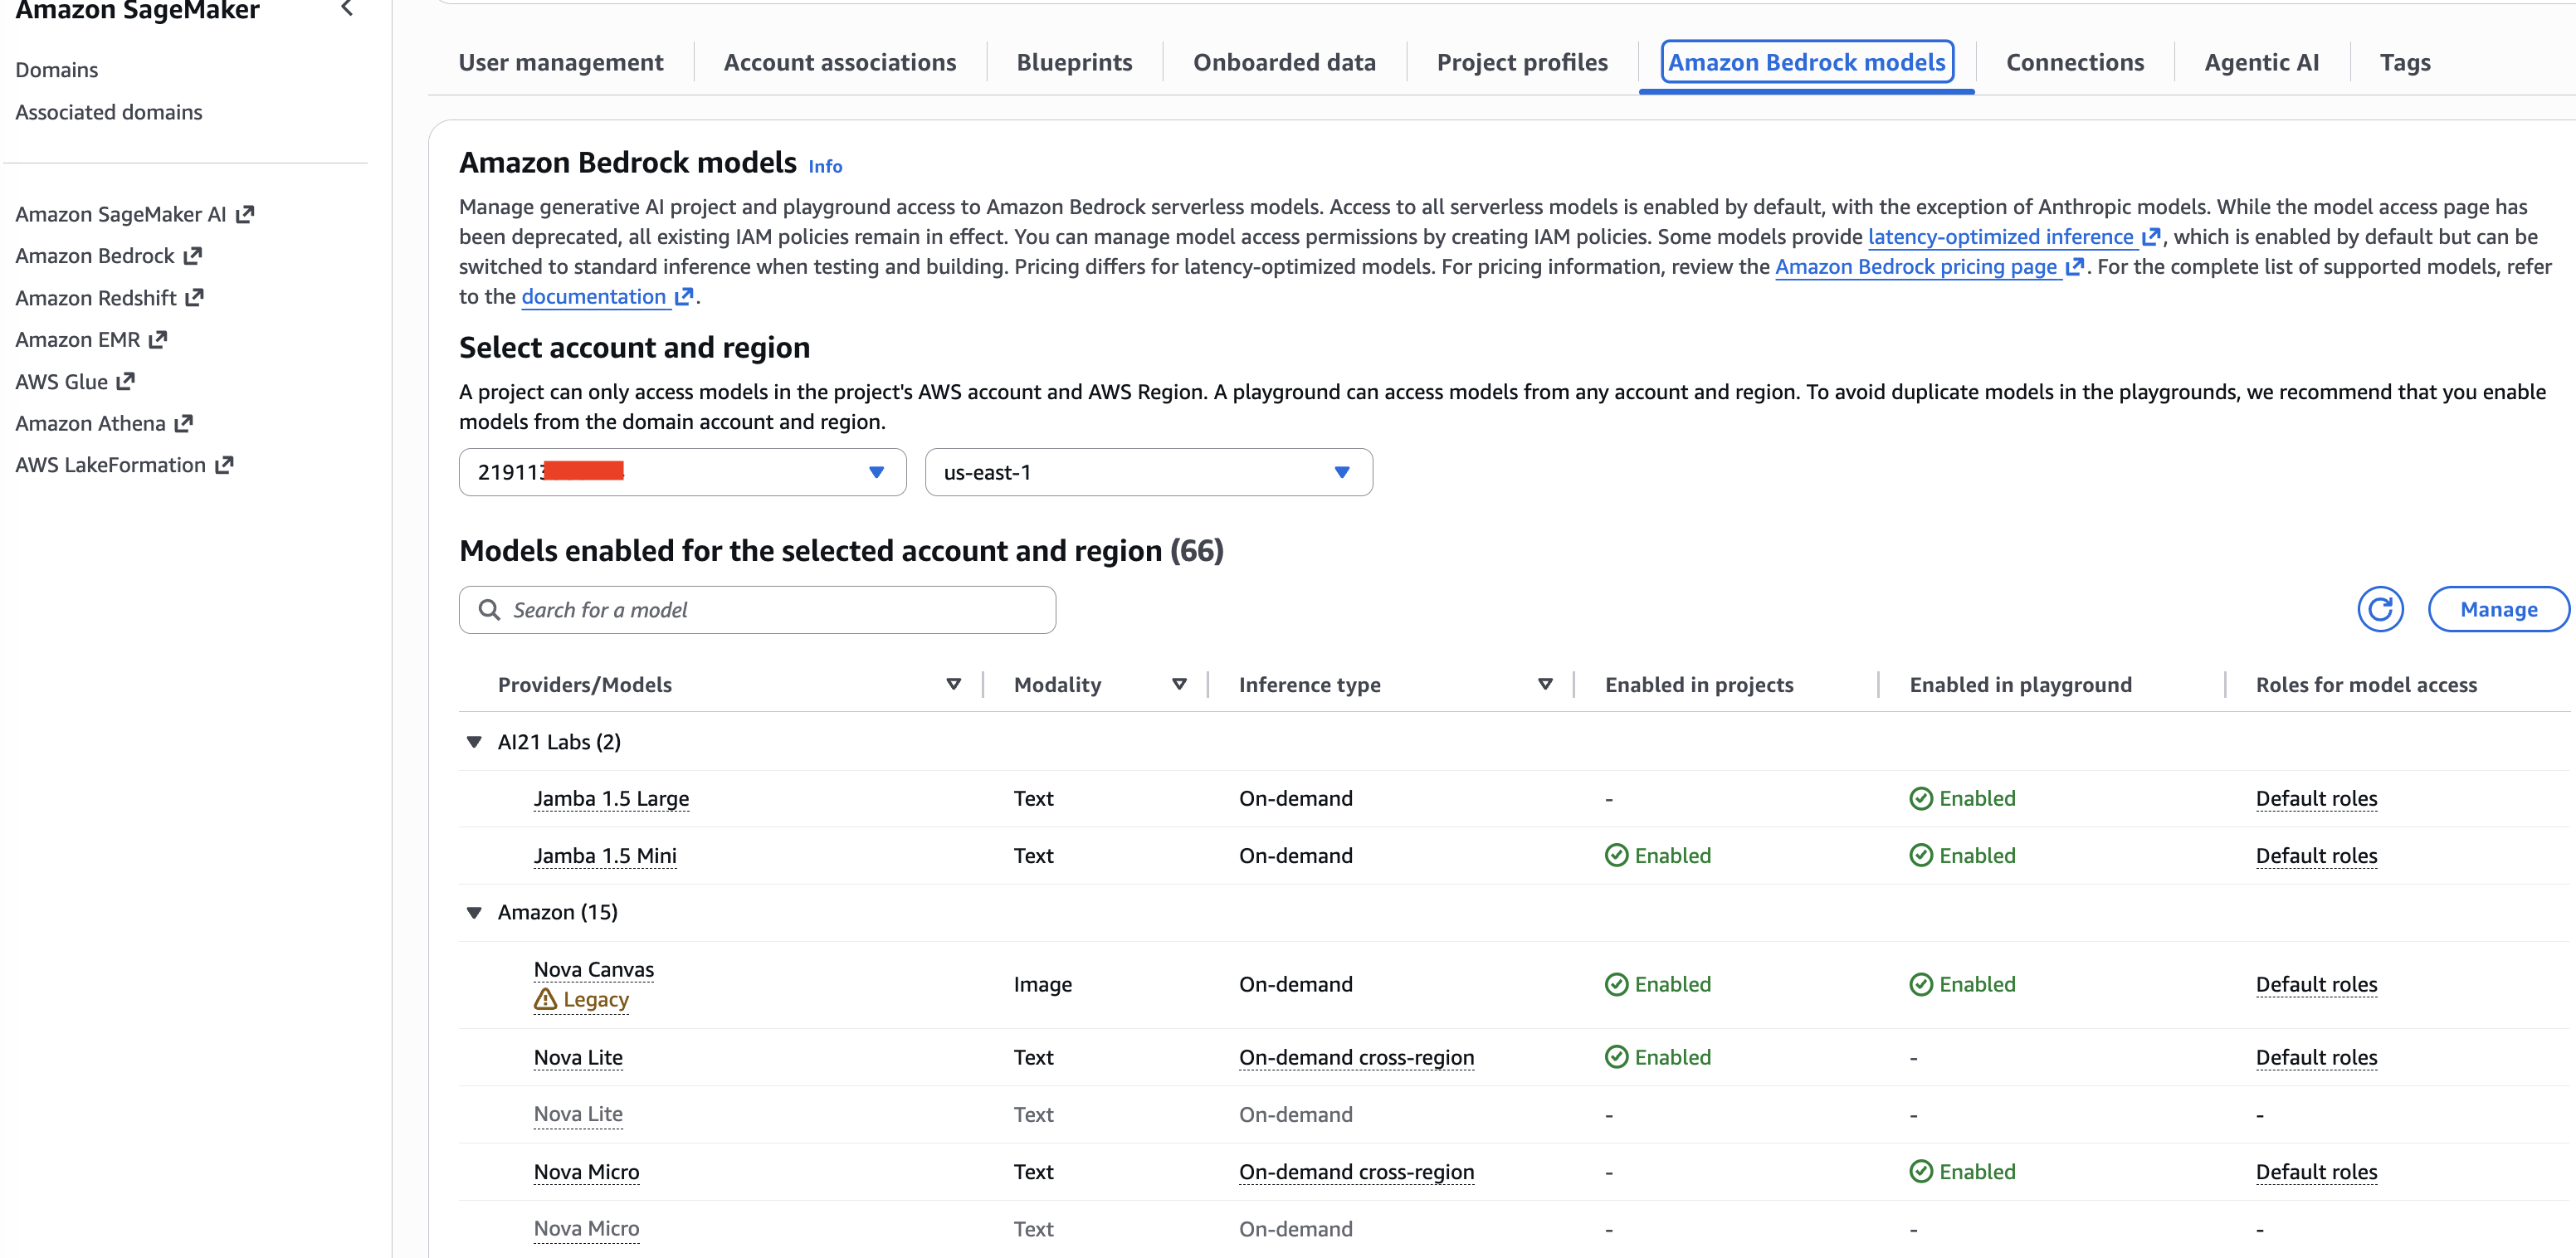 Amazon SageMaker
Domains
Associated domains
Amazon SageMaker AI
Amazon Bedrock
Amazon Redshift
Amazon EMR
AWS Glue
Amazon Athena
AWS LakeFormation
User management
Account associations
Blueprints
Onboarded data
Project profiles
Amazon Bedrock models
Connections
Agentic AI
Tags
Amazon Bedrock models Info
Manage generative AI project and playground access to Amazon Bedrock serverless models. Access to all serverless models is enabled by default, with the exception of Anthropic models. While the model access page has
been deprecated, all existing IAM policies remain in effect. You can manage model access permissions by creating IAM policies. Some models provide latency-optimized inference, which is enabled by default but can be
switched to standard inference when testing and building. Pricing differs for latency-optimized models. For pricing information, review the Amazon Bedrock pricing page. For the complete list of supported models, refer
to the documentation.
Select account and region
A project can only access models in the project's AWS account and AWS Region. A playground can access models from any account and region. To avoid duplicate models in the playgrounds, we recommend that you enable
models from the domain account and region.
219113
us-east-1
Models enabled for the selected account and region (66)
Search for a model
Manage
Providers/Models Modality Inference type Enabled in projects Enabled in playground Roles for model access
AI21 Labs (2)
Jamba 1.5 Large Text On-demand - Enabled Default roles
Jamba 1.5 Mini Text On-demand Enabled Enabled Default roles
Amazon (15)
Nova Canvas Image On-demand Enabled Enabled Default roles
Legacy
Nova Lite Text On-demand cross-region Enabled - Default roles
Nova Lite Text On-demand - - -
Nova Micro Text On-demand cross-region - Enabled Default roles
Nova Micro Text On-demand - - -